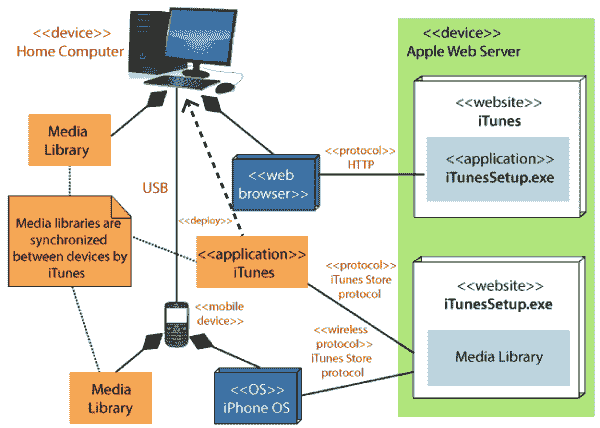 <<device>>
Home Computer
<<device>>
Apple Web Server
<<website>>
iTunes
<<application>>
iTunesSetup.exe
Media
Library
<<protocol>>
HTTP
<<web
browser>>
USB
Media libraries are
synchronized
between devices by
iTunes
<<deploy>>
<<application>>
iTunes
<<protocol>>
iTunes Store
protocol
<<website>>
iTunesSetup.exe
Media Library
<<mobile
device>>
<<wireless
protocol>>
iTunes Store
protocol
Media
Library
<<OS>>
iPhone OS